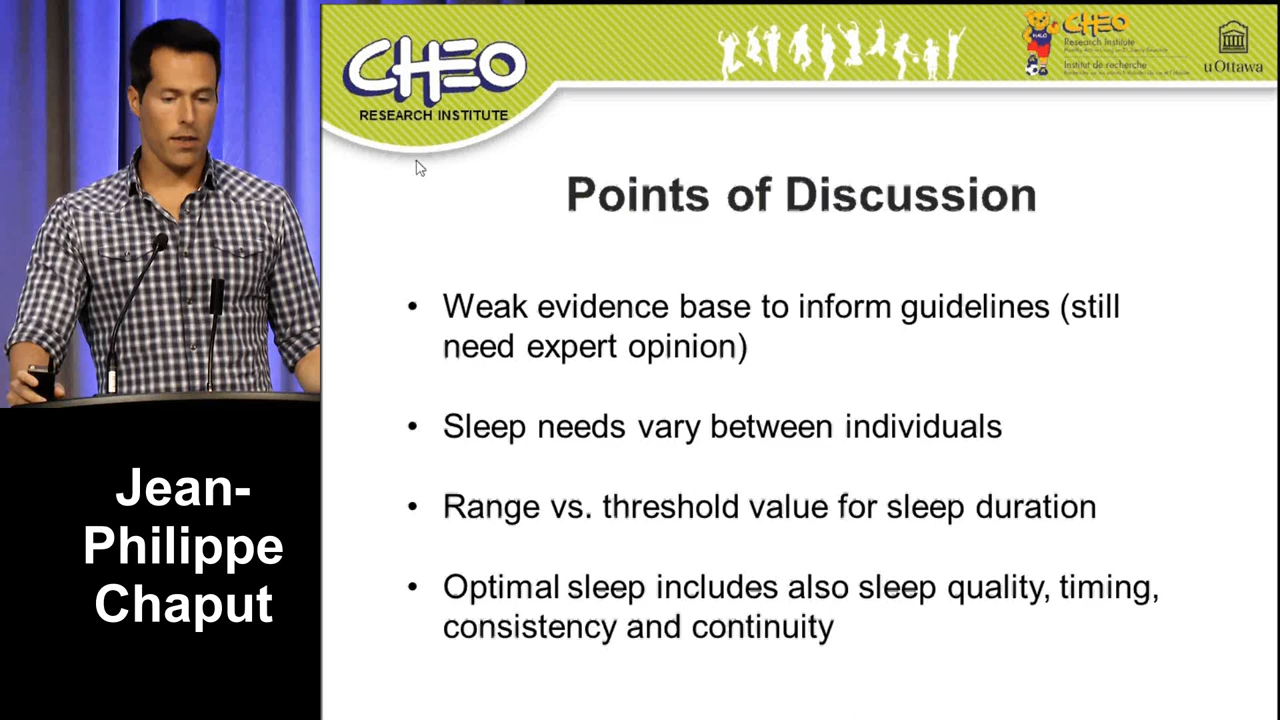 CHEO
RESEARCH INSTITUTE
HALO
CHEO
Research Institute
Institut de recherche
uOttawa
Points of Discussion
• Weak evidence base to inform guidelines (still
need expert opinion)
• Sleep needs vary between individuals
• Range vs. threshold value for sleep duration
• Optimal sleep includes also sleep quality, timing,
consistency and continuity
Jean-
Philippe
Chaput